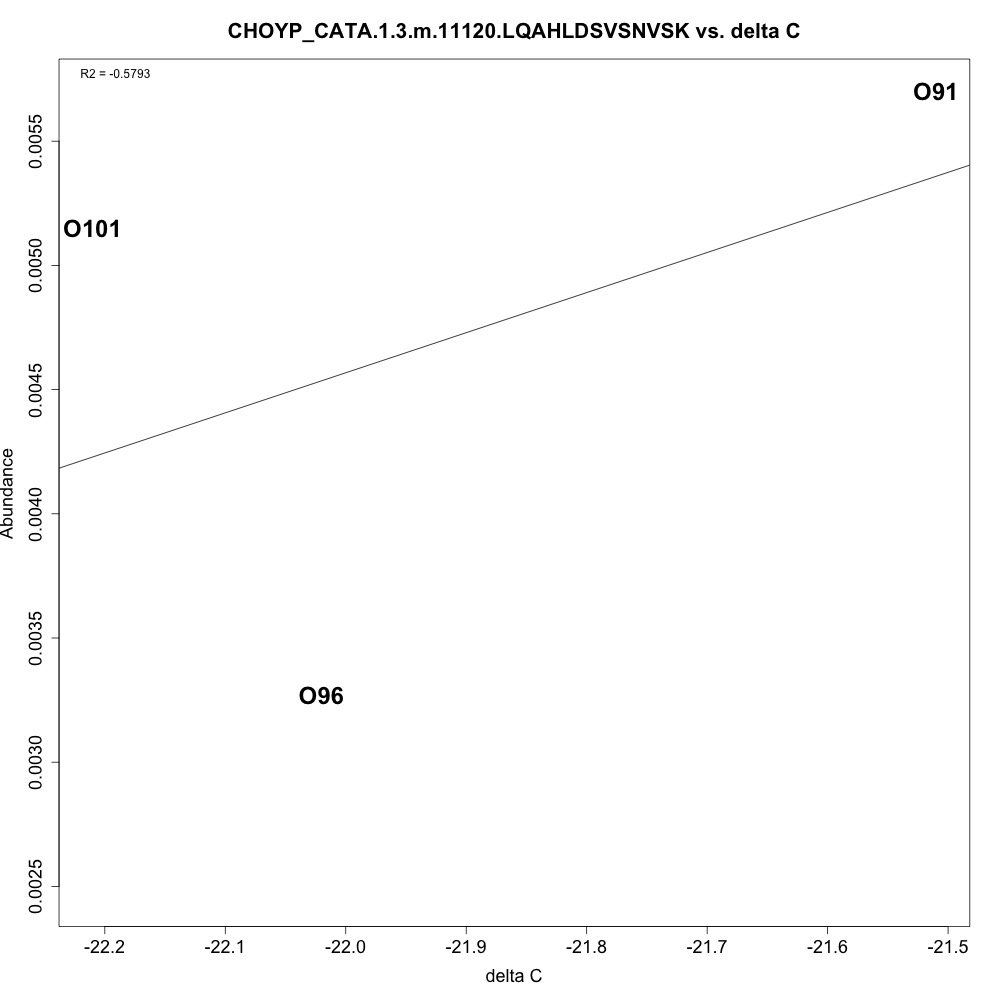 CHOYP_CATA.1.3.m.11120.LQAHLDSVSNVSK vs. delta C
R2 = -0.5793
O91
O101
O96
Abundance
0.0055
0.0050
0.0045
0.0040
0.0035
0.0030
0.0025
-22.2 -22.1 -22.0 -21.9 -21.8 -21.7 -21.6 -21.5
delta C